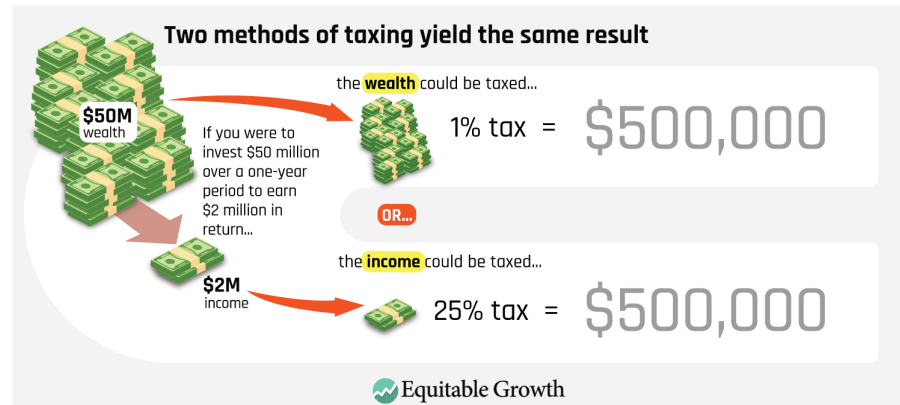 Two methods of taxing yield the same result
$50M
wealth
If you were to
invest $50 million
over a one-year
period to earn
$2 million in
return...
$2M
income
the wealth could be taxed...
1% tax = $500,000
OR...
the income could be taxed...
25% tax = $500,000
Equitable Growth